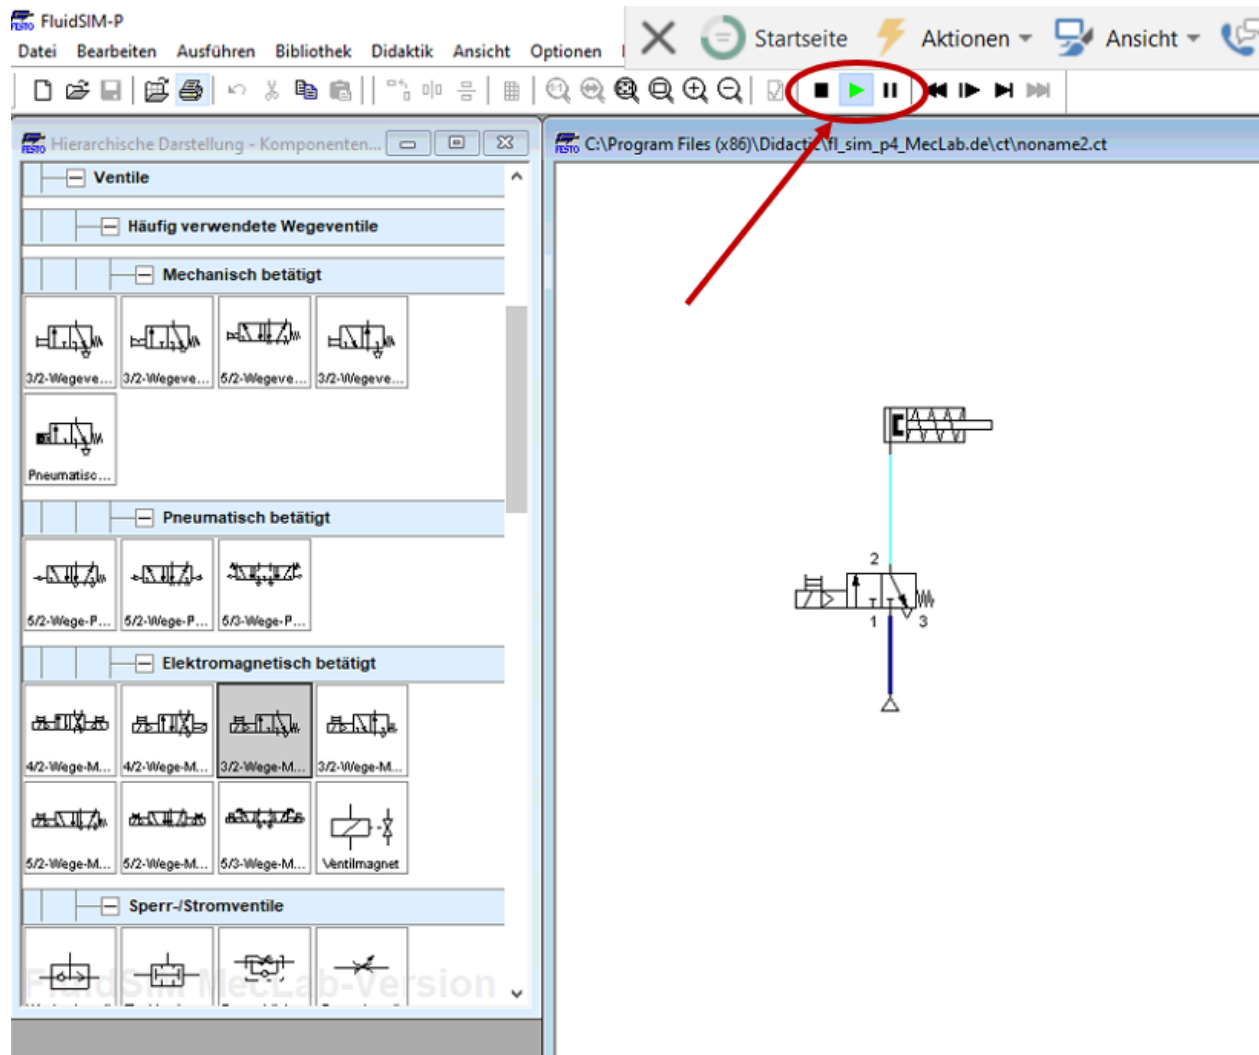 FESTO FluidSIM-P
Datei Bearbeiten Ausführen Bibliothek Didaktik Ansicht Optionen
Startseite Aktionen Ansicht
FESTO Hierarchische Darstellung - Komponenten...
FESTO C:\Program Files (x86)\Didactic\fl_sim_p4_MecLab.de\ct\noname2.ct
Ventile
Häufig verwendete Wegeventile
Mechanisch betätigt
3/2-Wegeve... 3/2-Wegeve... 5/2-Wegeve... 3/2-Wegeve...
Pneumatisc...
Pneumatisch betätigt
5/2-Wege-P... 5/2-Wege-P... 5/3-Wege-P...
Elektromagnetisch betätigt
4/2-Wege-M... 4/2-Wege-M... 3/2-Wege-M... 3/2-Wege-M...
5/2-Wege-M... 5/2-Wege-M... 5/3-Wege-M... Ventilmagnet
Sperr-/Stromventile
FluidSIM MecLab-Version
2
1 3